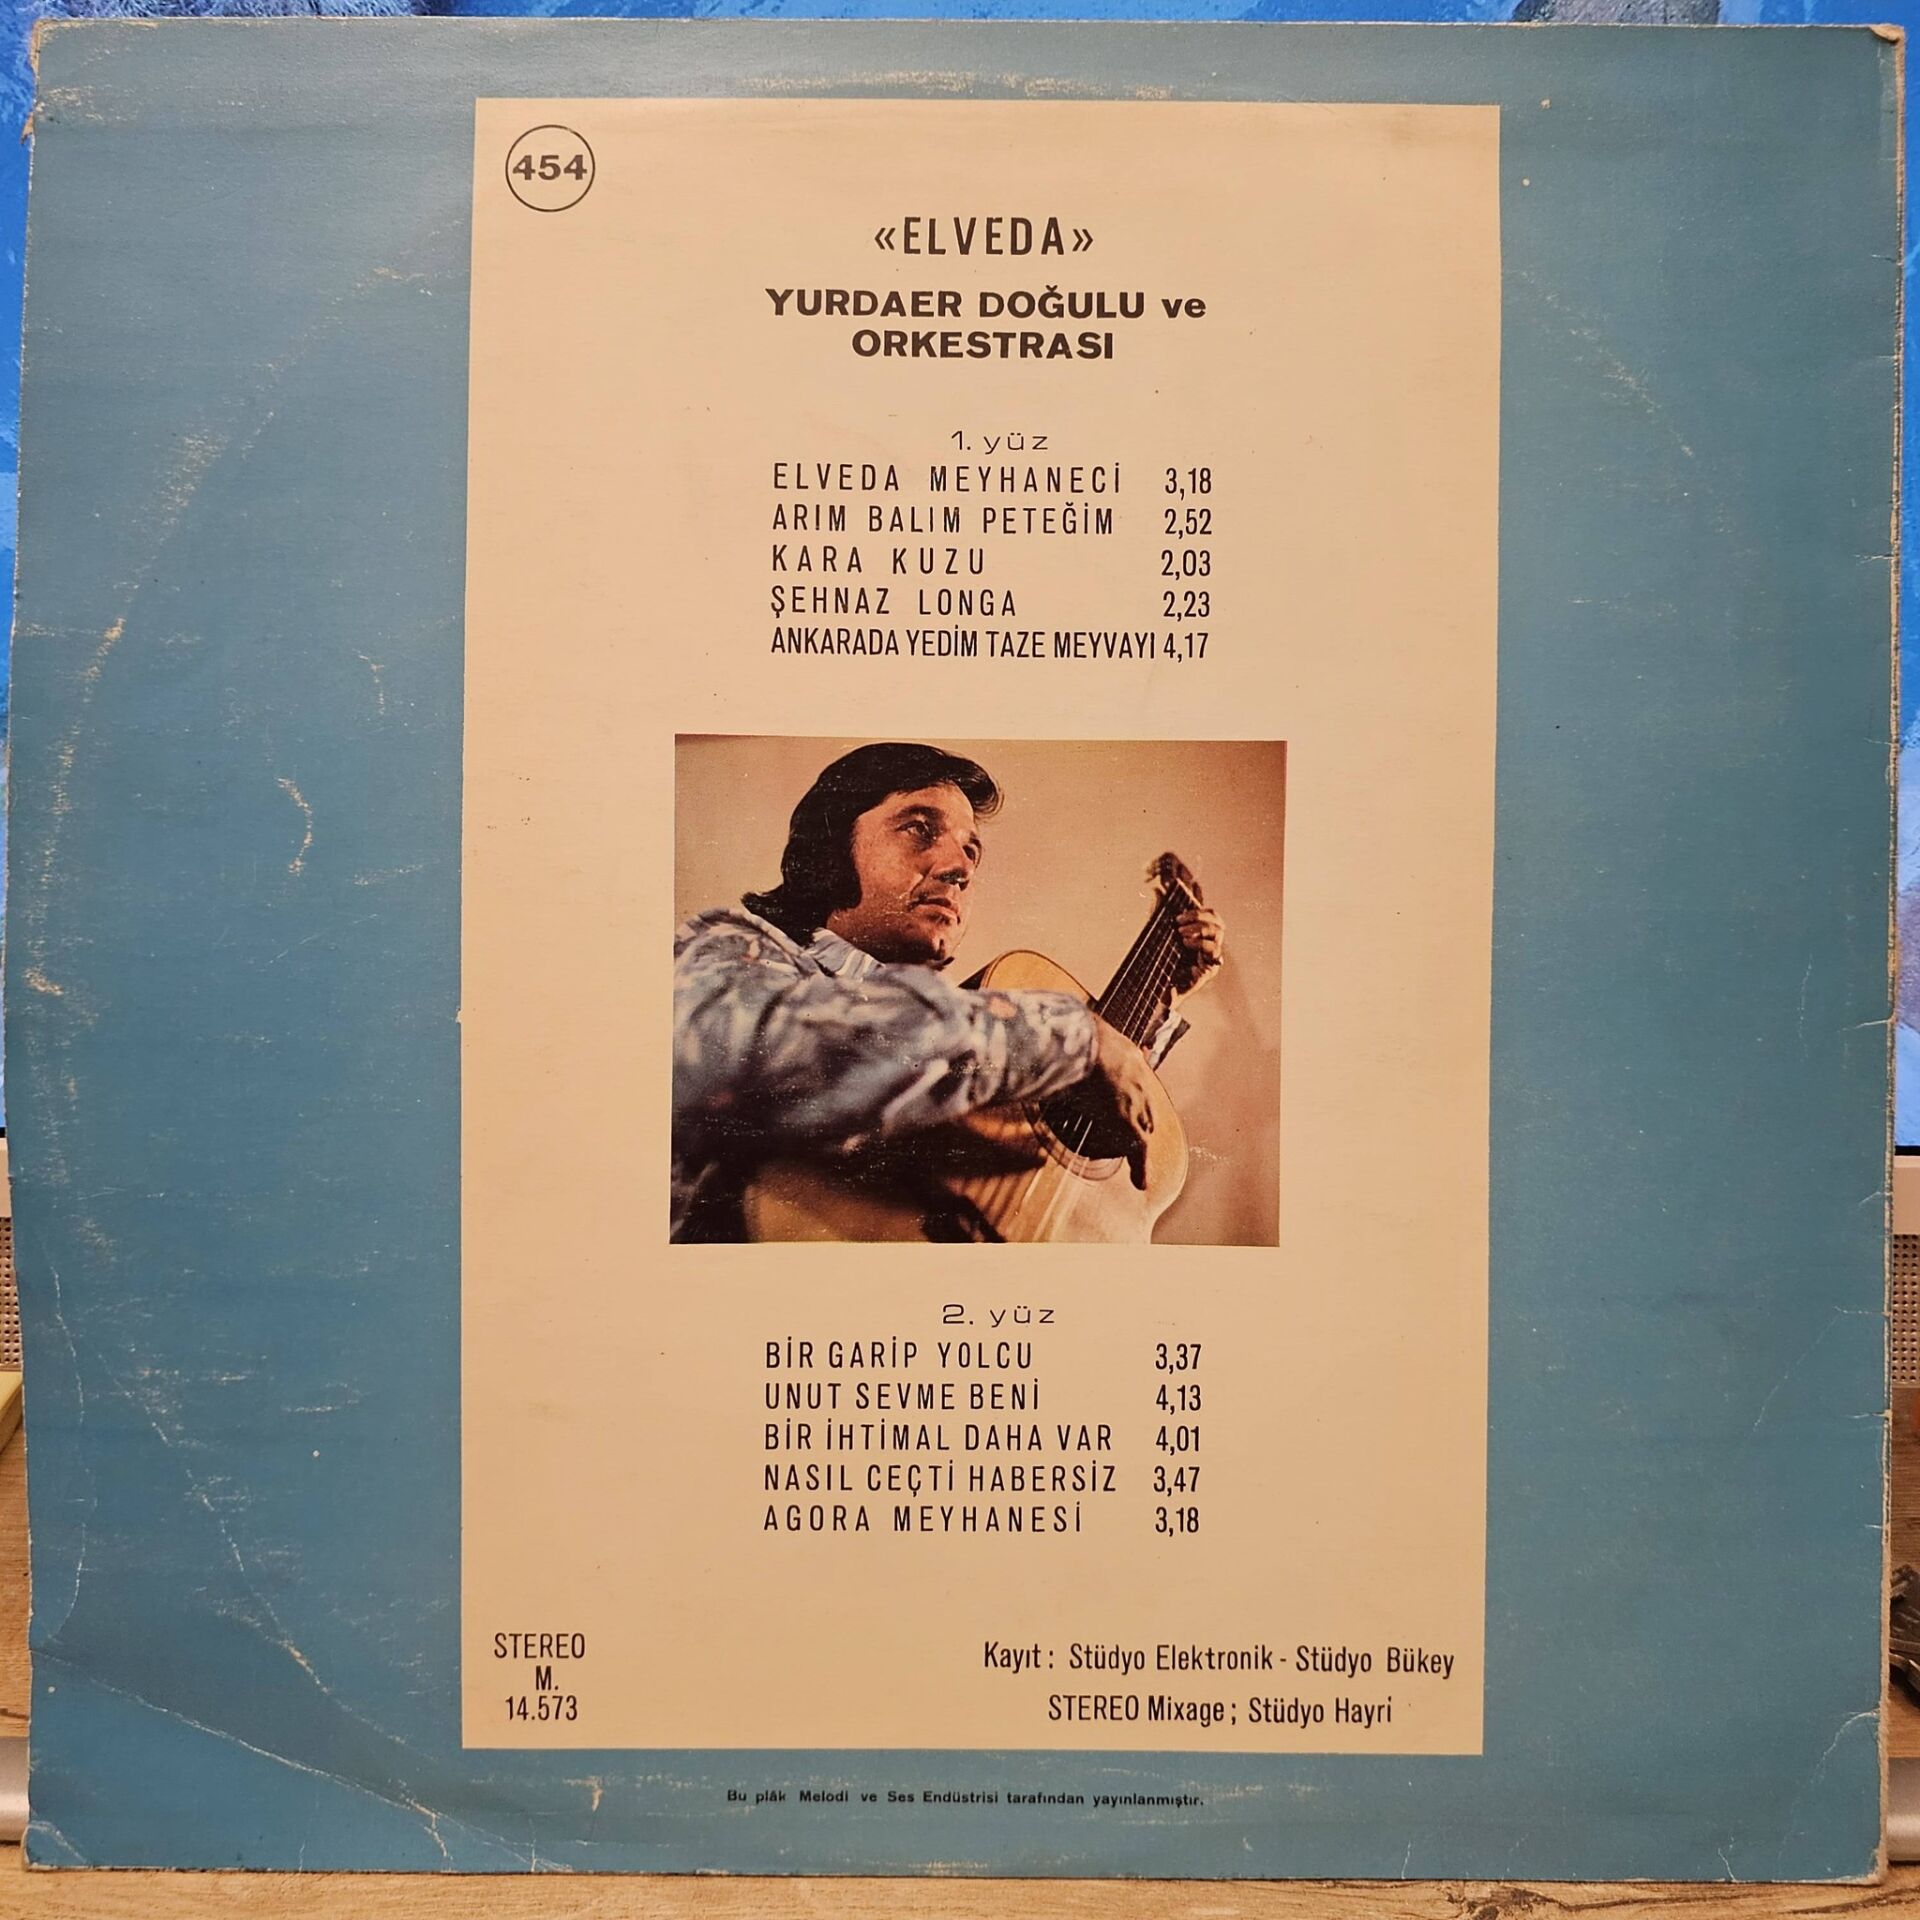 454
«ELVEDA»
YURDAER DOĞULU ve
ORKESTRASI
1. yüz
ELVEDA MEYHANECİ 3,18
ARIM BALIM PETEĞİM 2,52
KARA KUZU 2,03
ŞEHNAZ LONGA 2,23
ANKARADA YEDİM TAZE MEYVAYI 4,17
2. yüz
BİR GARİP YOLCU 3,37
UNUT SEVME BENİ 4,13
BİR İHTİMAL DAHA VAR 4,01
NASIL CEÇTİ HABERSİZ 3,47
AGORA MEYHANESİ 3,18
STEREO
M.
14.573
Kayıt : Stüdyo Elektronik - Stüdyo Bükey
STEREO Mixage ; Stüdyo Hayri
Bu plâk Melodi ve Ses Endüstrisi tarafından yayınlanmıştır.